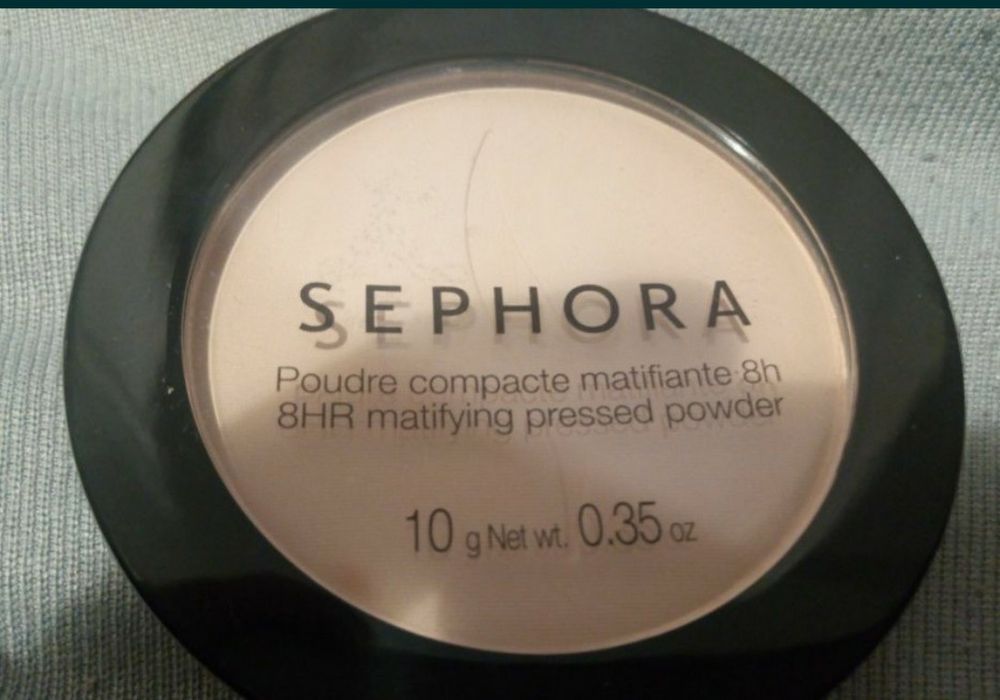 SEPHORA
Poudre compacte matifiante 8h
8HR matifying pressed powder
10 g Net wt. 0.35 oz